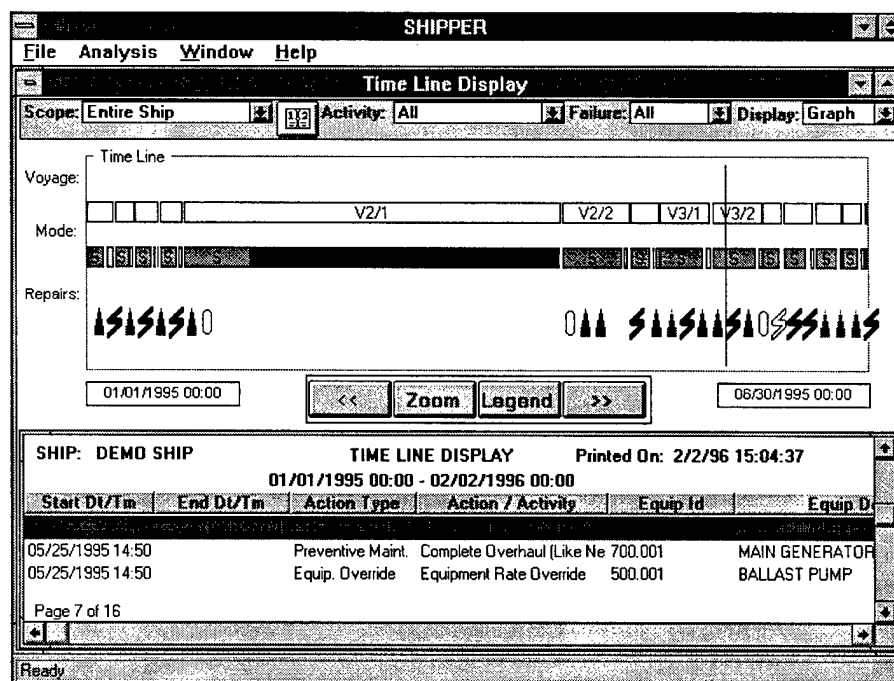 SHIPPER
File Analysis Window Help
Time Line Display
Scope: Entire Ship Activity: All Failure: All Display: Graph
Time Line
Voyage:
V2/1 V2/2 V3/1 V3/2
Mode:
S S S S S S S S S S S S S
Repairs:
01/01/1995 00:00 << Zoom Legend >> 06/30/1995 00:00
SHIP: DEMO SHIP TIME LINE DISPLAY Printed On: 2/2/96 15:04:37
01/01/1995 00:00 - 02/02/1996 00:00
Start Dt/Tm End Dt/Tm Action Type Action / Activity Equip Id Equip D
05/25/1995 14:50 Preventive Maint. Complete Overhaul (Like Ne 700.001 MAIN GENERATOR
05/25/1995 14:50 Equip. Override Equipment Rate Override 500.001 BALLAST PUMP
Page 7 of 16
Ready